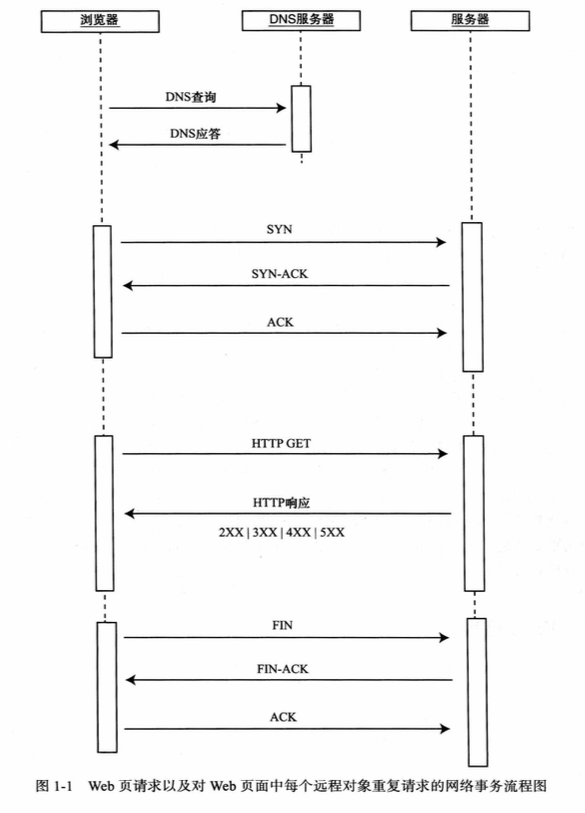 浏览器
DNS服务器
服务器
DNS查询
DNS应答
SYN
SYN-ACK
ACK
HTTP GET
HTTP响应
2XX | 3XX | 4XX | 5XX
FIN
FIN-ACK
ACK
图 1-1 Web 页请求以及对 Web 页面中每个远程对象重复请求的网络事务流程图